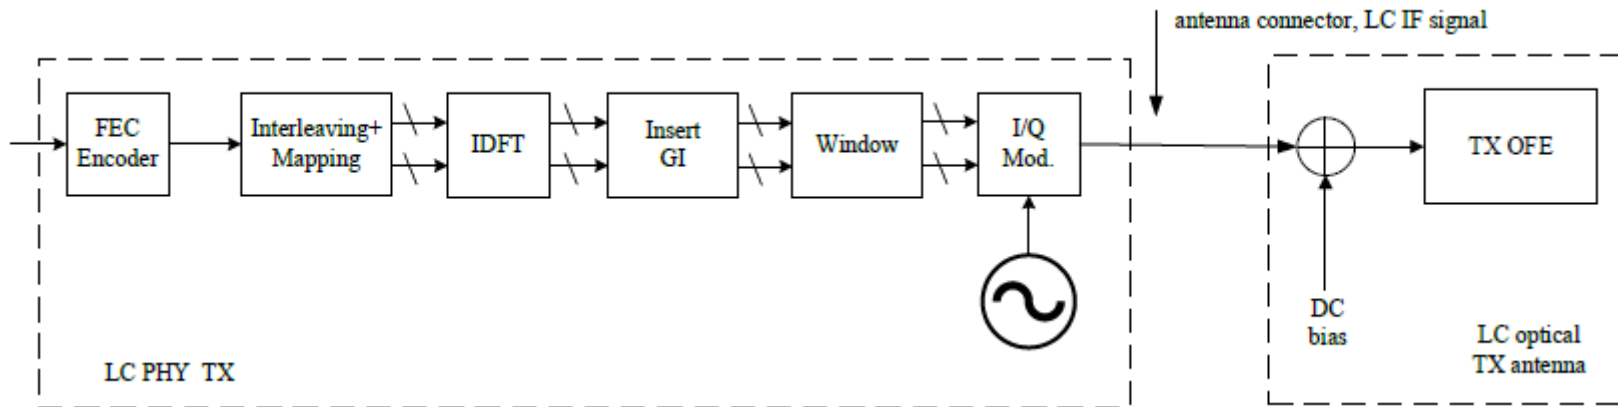 antenna connector, LC IF signal
FEC
Encoder
Interleaving+
Mapping
IDFT
Insert
GI
Window
I/Q
Mod.
TX OFE
DC
bias
LC PHY TX
LC optical
TX antenna